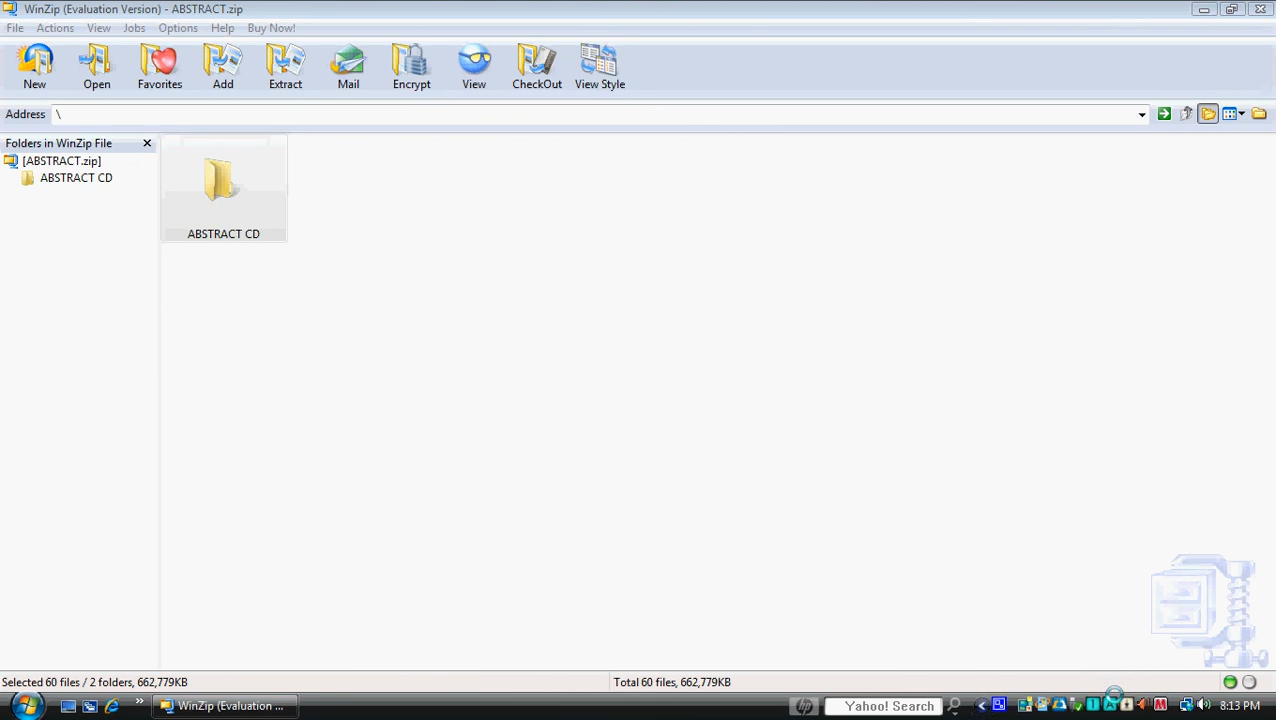 WinZip (Evaluation Version) - ABSTRACT.zip
File Actions View Jobs Options Help Buy Now!
New Open Favorites Add Extract Mail Encrypt View CheckOut View Style
Address \
Folders in WinZip File
[ABSTRACT.zip]
ABSTRACT CD
ABSTRACT CD
Selected 60 files / 2 folders, 662,779KB Total 60 files, 662,779KB
WinZip (Evaluation ... hp Yahoo! Search 8:13 PM